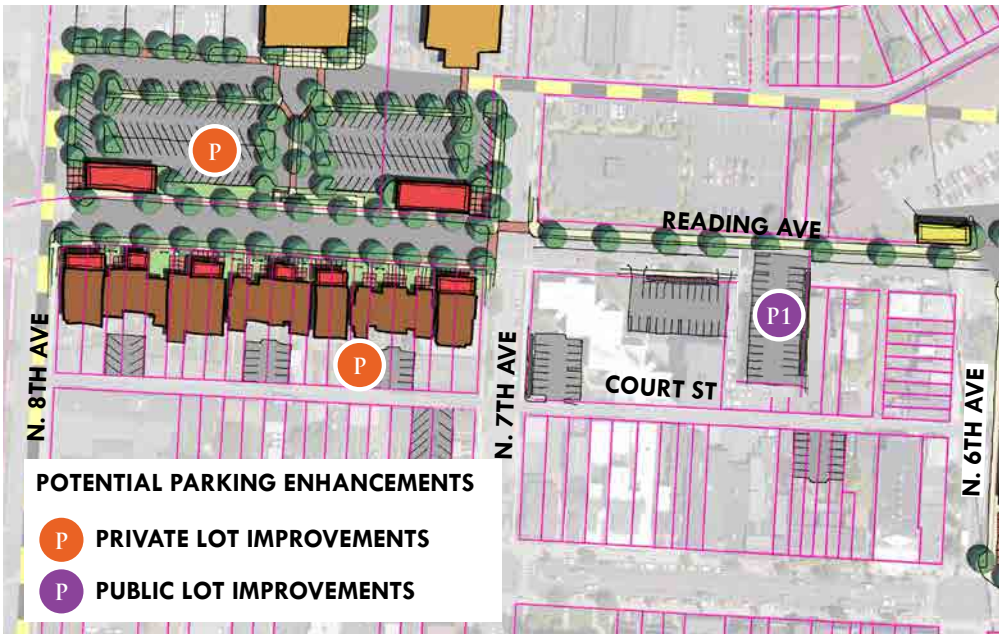 P
READING AVE
P1
P
COURT ST
N. 8TH AVE
N. 7TH AVE
N. 6TH AVE
POTENTIAL PARKING ENHANCEMENTS
P PRIVATE LOT IMPROVEMENTS
P PUBLIC LOT IMPROVEMENTS